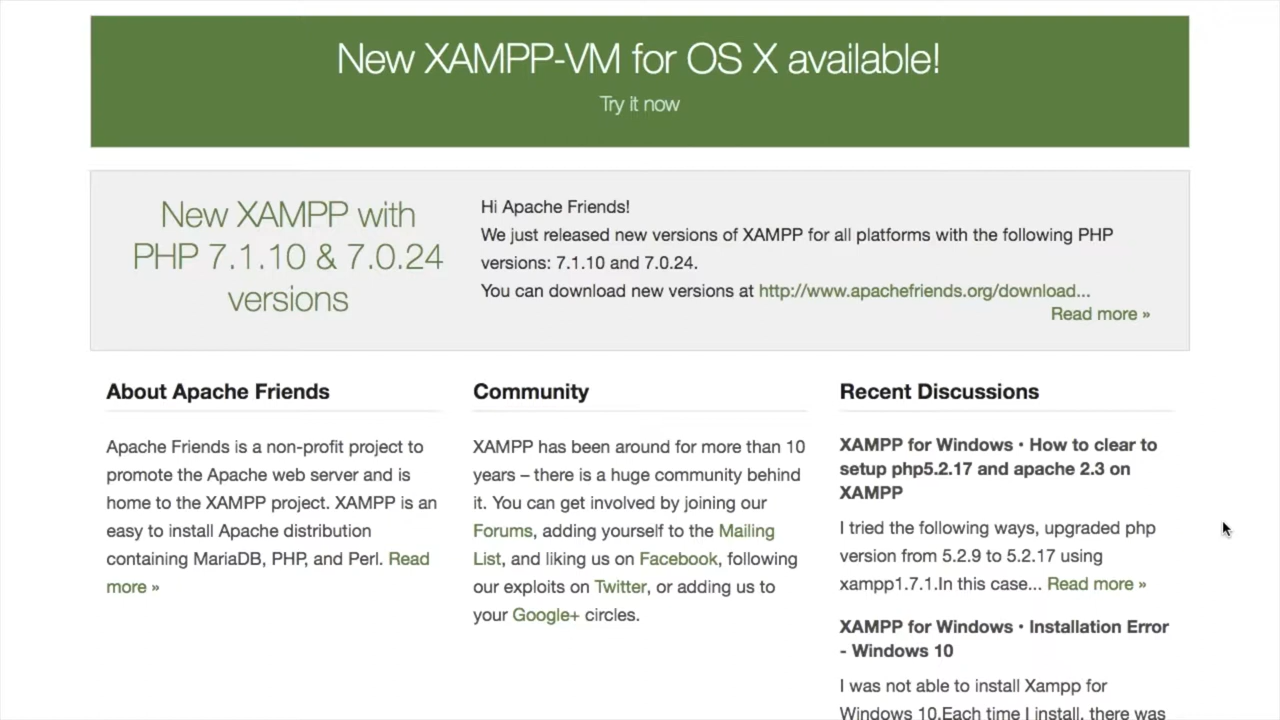 New XAMPP-VM for OS X available!
Try it now
New XAMPP with
PHP 7.1.10 & 7.0.24
versions
Hi Apache Friends!
We just released new versions of XAMPP for all platforms with the following PHP
versions: 7.1.10 and 7.0.24.
You can download new versions at http://www.apachefriends.org/download...
Read more »
About Apache Friends
Apache Friends is a non-profit project to
promote the Apache web server and is
home to the XAMPP project. XAMPP is an
easy to install Apache distribution
containing MariaDB, PHP, and Perl. Read
more »
Community
XAMPP has been around for more than 10
years – there is a huge community behind
it. You can get involved by joining our
Forums, adding yourself to the Mailing
List, and liking us on Facebook, following
our exploits on Twitter, or adding us to
your Google+ circles.
Recent Discussions
XAMPP for Windows • How to clear to
setup php5.2.17 and apache 2.3 on
XAMPP
I tried the following ways, upgraded php
version from 5.2.9 to 5.2.17 using
xampp1.7.1.In this case... Read more »
XAMPP for Windows • Installation Error
- Windows 10
I was not able to install Xampp for
Windows 10.Each time I install, there was